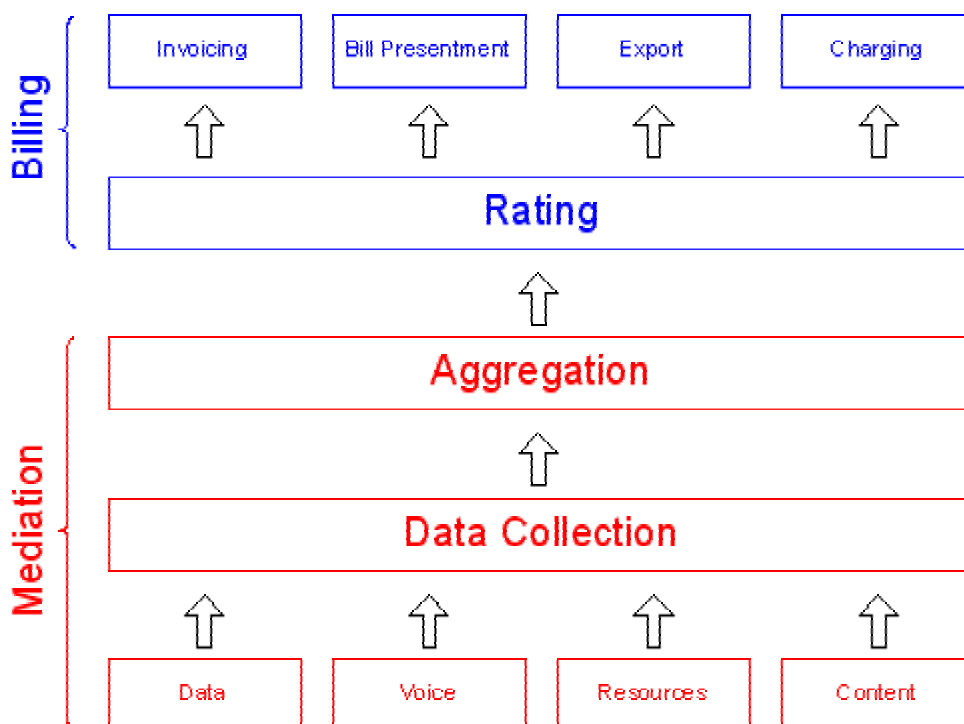 Billing
Invoicing
Bill Presentment
Export
Charging
Rating
Mediation
Aggregation
Data Collection
Data
Voice
Resources
Content